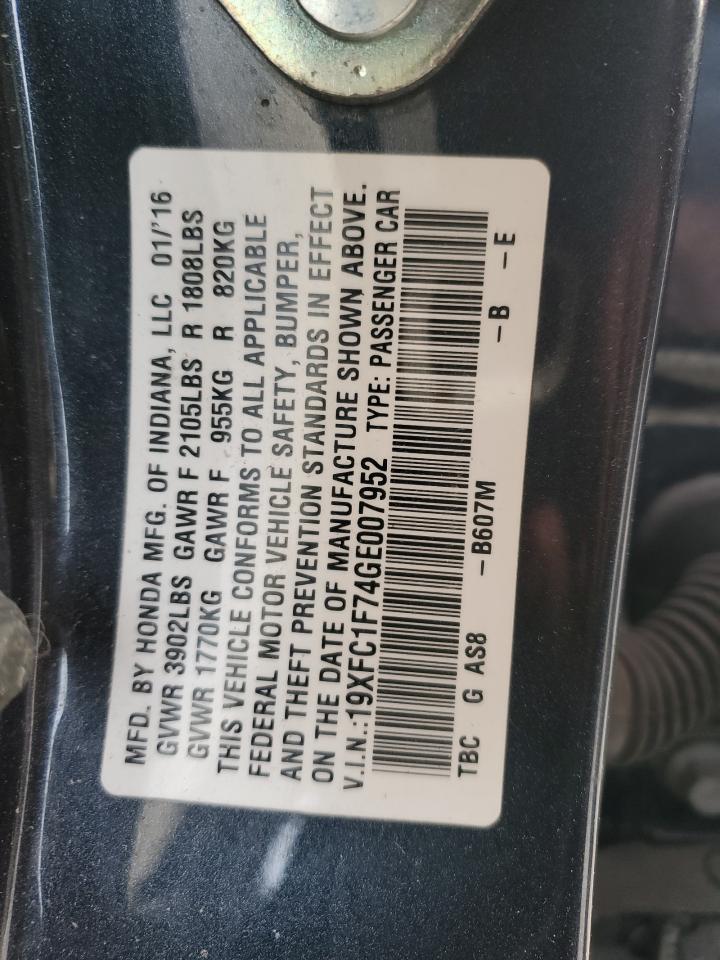 MFD. BY HONDA MFG. OF INDIANA, LLC 01/'16
GVWR 3902LBS GAWR F 2105LBS R 1808LBS
GVWR 1770KG GAWR F 955KG R 820KG
THIS VEHICLE CONFORMS TO ALL APPLICABLE
FEDERAL MOTOR VEHICLE SAFETY, BUMPER,
AND THEFT PREVENTION STANDARDS IN EFFECT
ON THE DATE OF MANUFACTURE SHOWN ABOVE.
V.I.N.:19XFC1F74GE007952 TYPE: PASSENGER CAR
TBC G AS8 -B607M -B -E